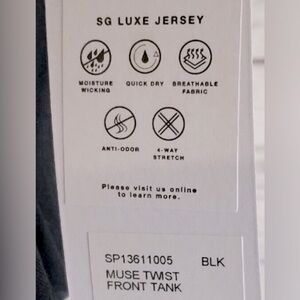 SG LUXE JERSEY
MOISTURE WICKING
QUICK DRY
BREATHABLE FABRIC
ANTI-ODOR
4-WAY STRETCH
Please visit us online
to learn more.
SP13611005 BLK
MUSE TWIST
FRONT TANK